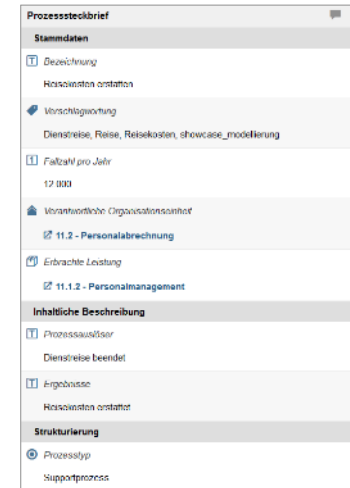 Prozesssteckbrief
Stammdaten
Bezeichnung
Reisekosten erstatten
Verschlagwortung
Dienstreise, Reise, Reisekosten, showcase_modellierung
Fallzahl pro Jahr
12 000
Verantwortliche Organisationseinheit
11.2 - Personalabrechnung
Erbrachte Leistung
11.1.2 - Personalmanagement
Inhaltliche Beschreibung
Prozessauslöser
Dienstreise beendet
Ergebnisse
Reisekosten erstattet
Strukturierung
Prozesstyp
Supportprozess